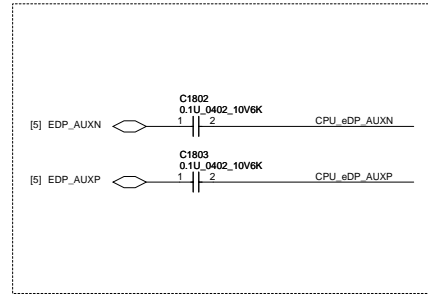 C1802
0.1U_0402_10V6K
[5] EDP_AUXN 1 2 CPU_eDP_AUXN
C1803
0.1U_0402_10V6K
[5] EDP_AUXP 1 2 CPU_eDP_AUXP